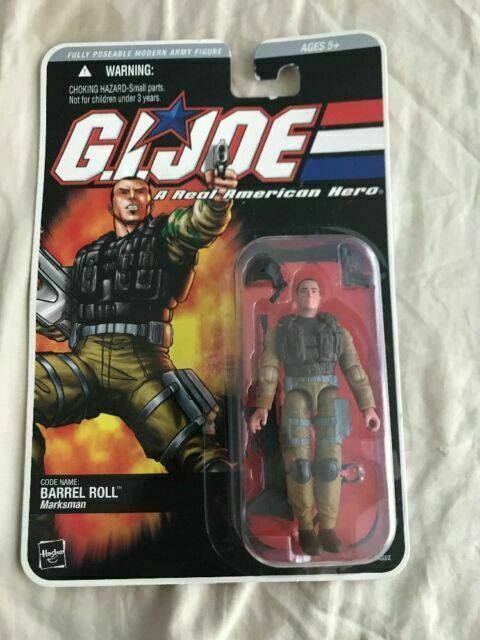 FULLY POSEABLE MODERN ARMY FIGURE
AGES 5+
WARNING:
CHOKING HAZARD-Small parts.
Not for children under 3 years.
G.I. JOE
A Real American Hero®
CODE NAME:
BARREL ROLL™
Marksman
Hasbro